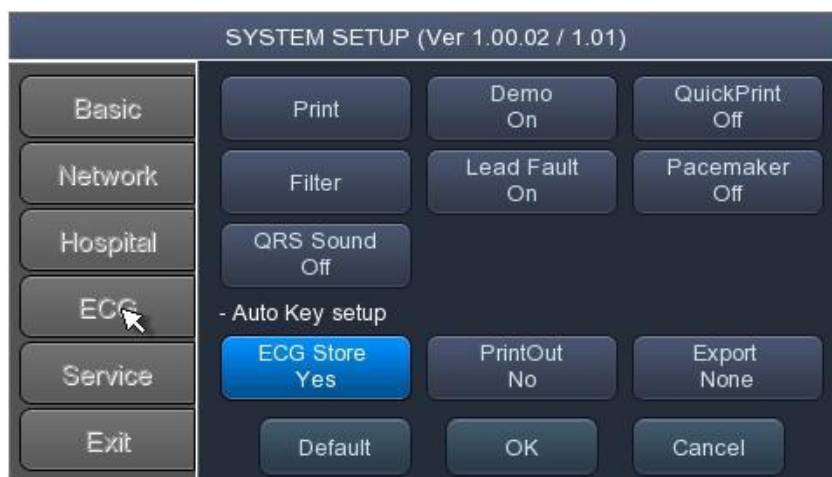 SYSTEM SETUP (Ver 1.00.02 / 1.01)
Basic
Network
Hospital
ECG
Service
Exit
Print
Demo
On
QuickPrint
Off
Filter
Lead Fault
On
Pacemaker
Off
QRS Sound
Off
- Auto Key setup
ECG Store
Yes
PrintOut
No
Export
None
Default
OK
Cancel